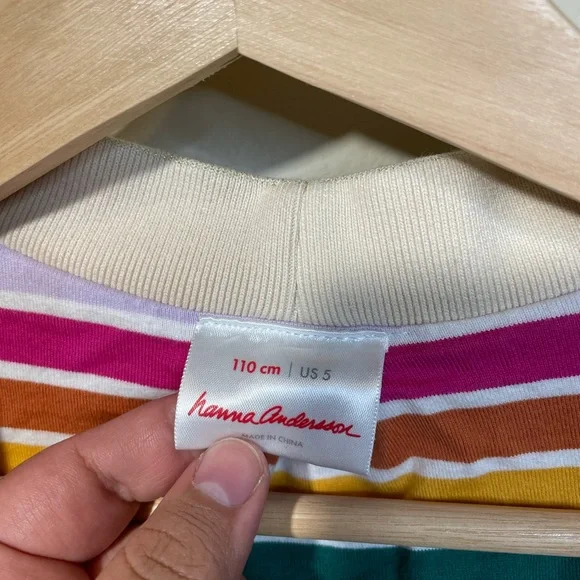 110 cm | US 5
hanna Andersson
MADE IN CHINA